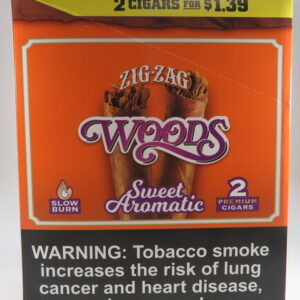 2 CIGARS FOR $1.39
ZIG-ZAG
WOODS
Sweet
Aromatic
SLOW
BURN
2
PREMIUM
CIGARS
WARNING: Tobacco smoke
increases the risk of lung
cancer and heart disease,